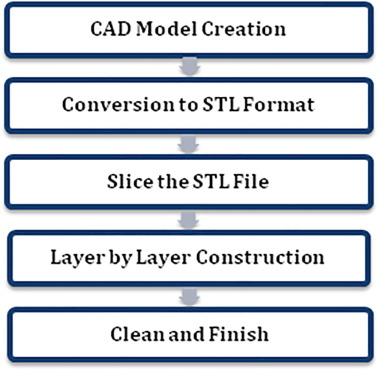 CAD Model Creation
Conversion to STL Format
Slice the STL File
Layer by Layer Construction
Clean and Finish